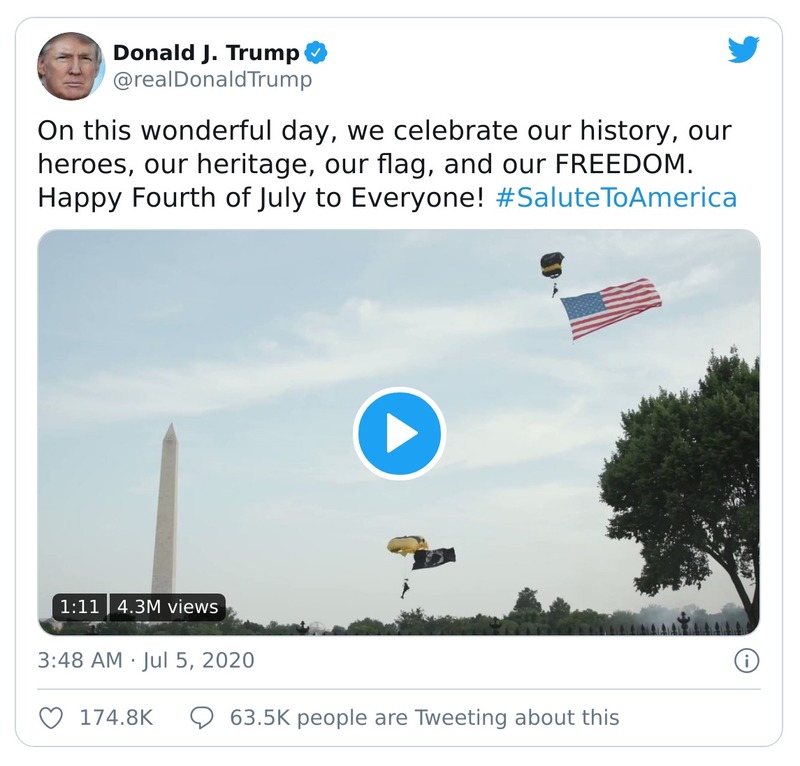 Donald J. Trump
@realDonaldTrump
On this wonderful day, we celebrate our history, our
heroes, our heritage, our flag, and our FREEDOM.
Happy Fourth of July to Everyone! #SaluteToAmerica
1:11 4.3M views
3:48 AM · Jul 5, 2020
174.8K 63.5K people are Tweeting about this